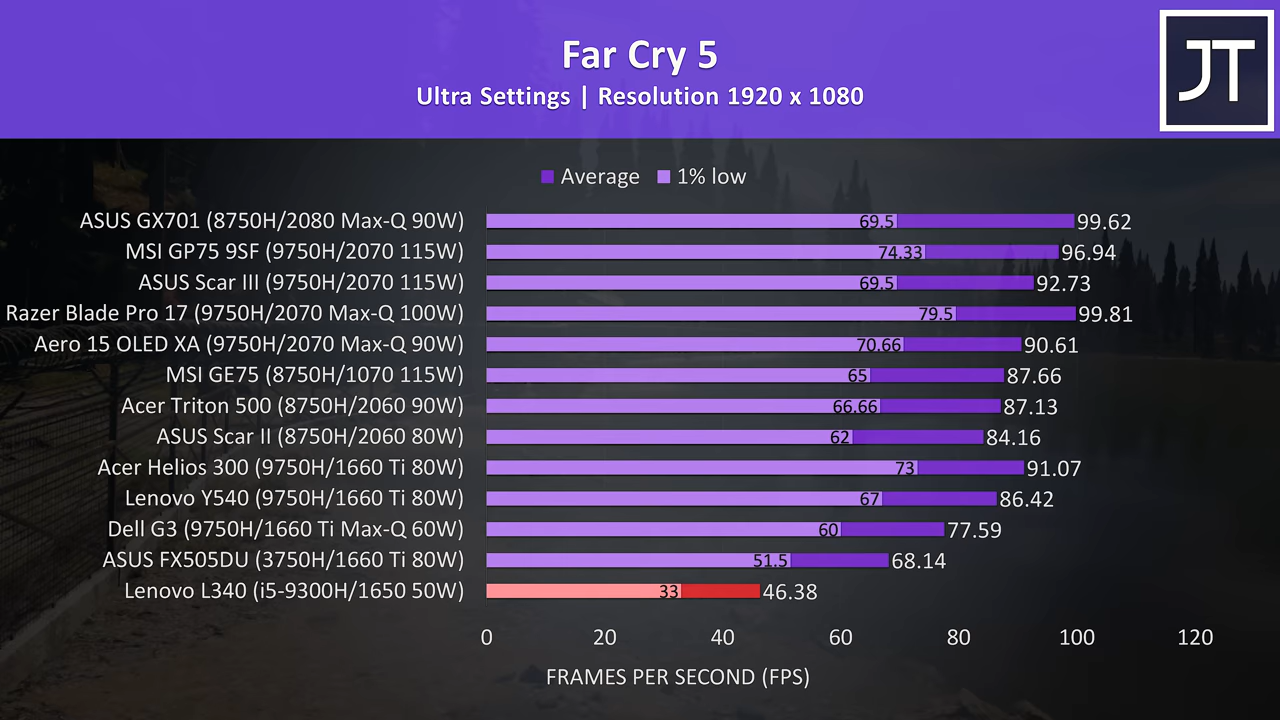 Far Cry 5
Ultra Settings | Resolution 1920 x 1080
JT
Average 1% low
ASUS GX701 (8750H/2080 Max-Q 90W) 69.5 99.62
MSI GP75 9SF (9750H/2070 115W) 74.33 96.94
ASUS Scar III (9750H/2070 115W) 69.5 92.73
Razer Blade Pro 17 (9750H/2070 Max-Q 100W) 79.5 99.81
Aero 15 OLED XA (9750H/2070 Max-Q 90W) 70.66 90.61
MSI GE75 (8750H/1070 115W) 65 87.66
Acer Triton 500 (8750H/2060 90W) 66.66 87.13
ASUS Scar II (8750H/2060 80W) 62 84.16
Acer Helios 300 (9750H/1660 Ti 80W) 73 91.07
Lenovo Y540 (9750H/1660 Ti 80W) 67 86.42
Dell G3 (9750H/1660 Ti Max-Q 60W) 60 77.59
ASUS FX505DU (3750H/1660 Ti 80W) 51.5 68.14
Lenovo L340 (i5-9300H/1650 50W) 33 46.38
0 20 40 60 80 100 120
FRAMES PER SECOND (FPS)